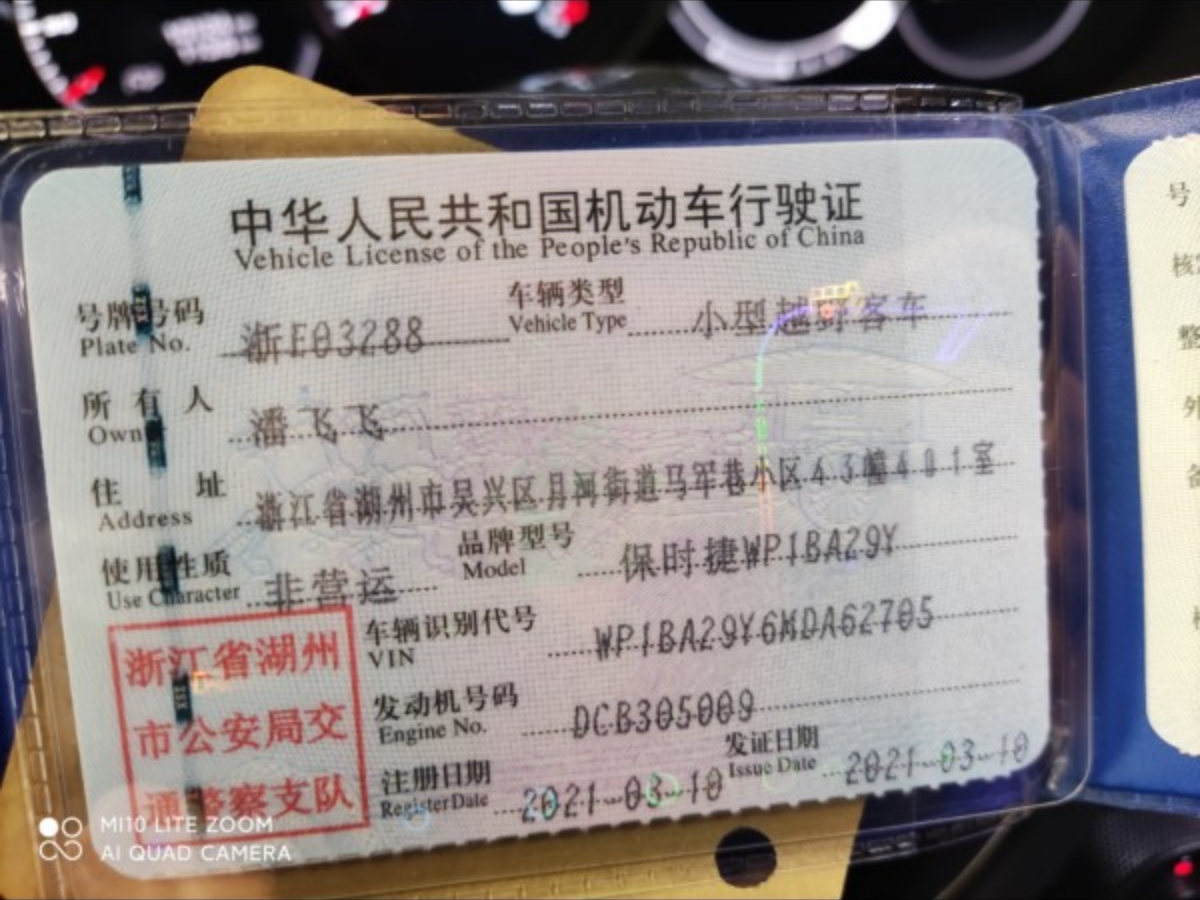 中华人民共和国机动车行驶证
Vehicle License of the People's Republic of China
号牌号码 浙E03288 车辆类型 小型越野客车
Plate No. Vehicle Type
所有人 潘飞飞
Owner
住址 浙江省湖州市吴兴区月河街道马军巷小区43幢401室
Address
使用性质 非营运 品牌型号 保时捷WP1BA29Y
Use Character Model
车辆识别代号 WP1BA29Y6MDA62705
VIN
发动机号码 DCB305009
Engine No.
注册日期 2021-03-10 发证日期 2021-03-10
Register Date Issue Date
浙江省湖州
市公安局交
通警察支队
号
核
整
外
备
MI10 LITE ZOOM
AI QUAD CAMERA